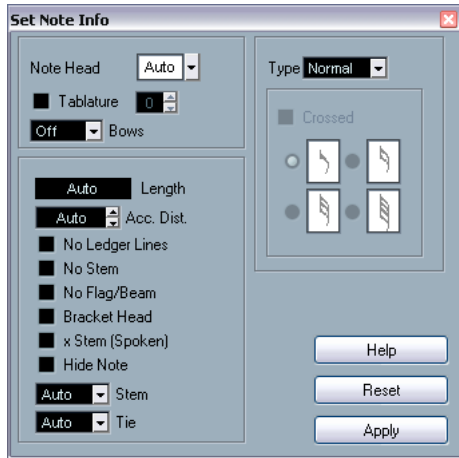 Set Note Info
Note Head Auto
Tablature 0
Off Bows
Auto Length
Auto Acc. Dist.
No Ledger Lines
No Stem
No Flag/Beam
Bracket Head
x Stem (Spoken)
Hide Note
Auto Stem
Auto Tie
Type Normal
Crossed
Help
Reset
Apply